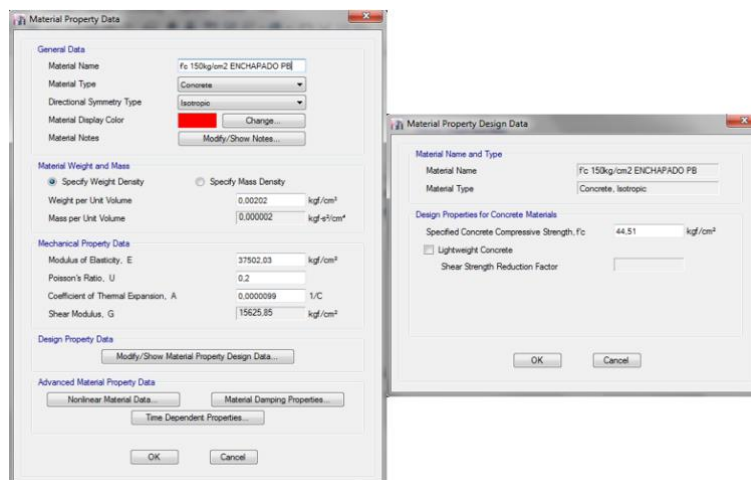 Material Property Data
General Data
Material Name f'c 150kg/cm2 ENCHAPADO PB
Material Type Concrete
Directional Symmetry Type Isotropic
Material Display Color Change...
Material Notes Modify/Show Notes...
Material Weight and Mass
Specify Weight Density Specify Mass Density
Weight per Unit Volume 0,00202 kgf/cm³
Mass per Unit Volume 0,000002 kgf-s²/cm⁴
Mechanical Property Data
Modulus of Elasticity, E 37502,03 kgf/cm²
Poisson's Ratio, U 0,2
Coefficient of Thermal Expansion, A 0,0000099 1/C
Shear Modulus, G 15625,85 kgf/cm²
Design Property Data
Modify/Show Material Property Design Data...
Advanced Material Property Data
Nonlinear Material Data... Material Damping Properties...
Time Dependent Properties...
OK Cancel
Material Property Design Data
Material Name and Type
Material Name f'c 150kg/cm2 ENCHAPADO PB
Material Type Concrete, Isotropic
Design Properties for Concrete Materials
Specified Concrete Compressive Strength, f'c 44,51 kgf/cm²
Lightweight Concrete
Shear Strength Reduction Factor
OK Cancel